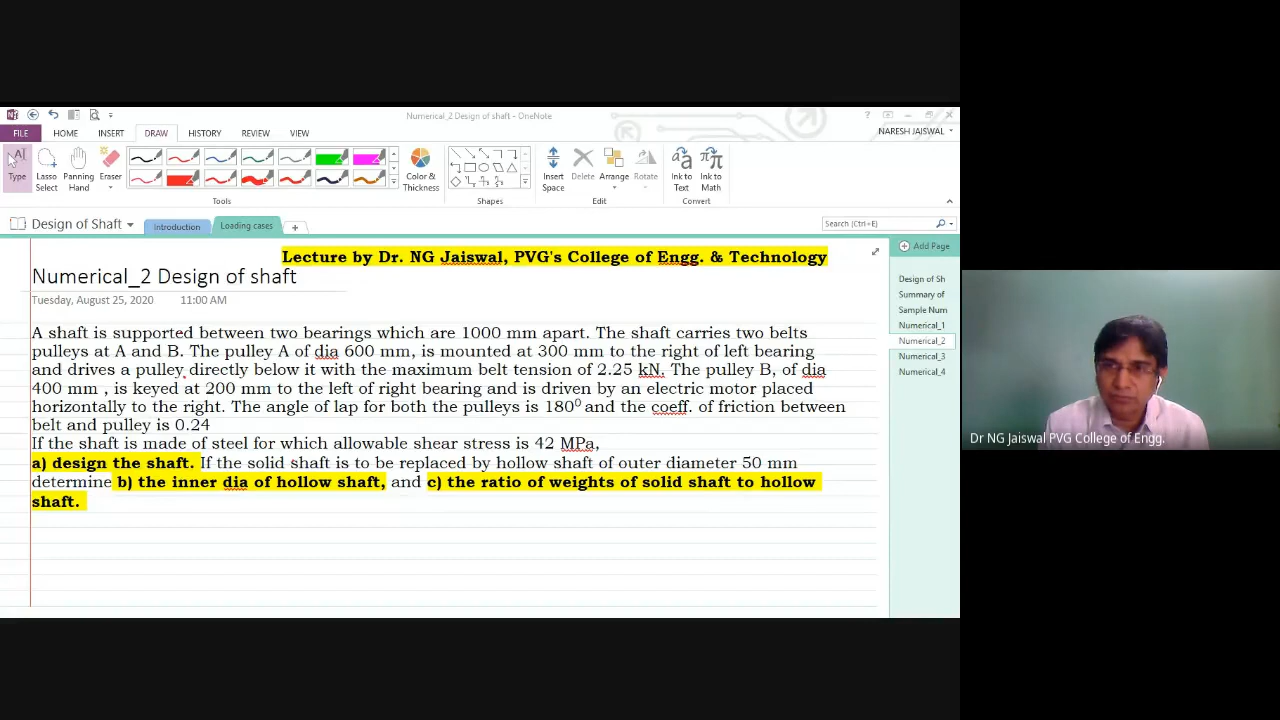 Numerical_2 Design of shaft - OneNote
FILE HOME INSERT DRAW HISTORY REVIEW VIEW
NARESH JAISWAL
Type Lasso Select Panning Hand Eraser Color & Thickness Insert Space Delete Arrange Rotate Ink to Text Ink to Math
Tools Shapes Edit Convert
Design of Shaft Introduction Loading cases Search (Ctrl+E)
Add Page
Lecture by Dr. NG Jaiswal, PVG's College of Engg. & Technology
Numerical_2 Design of shaft
Tuesday, August 25, 2020 11:00 AM
A shaft is supported between two bearings which are 1000 mm apart. The shaft carries two belts
pulleys at A and B. The pulley A of dia 600 mm, is mounted at 300 mm to the right of left bearing
and drives a pulley directly below it with the maximum belt tension of 2.25 kN. The pulley B, of dia
400 mm , is keyed at 200 mm to the left of right bearing and is driven by an electric motor placed
horizontally to the right. The angle of lap for both the pulleys is 180⁰ and the coeff. of friction between
belt and pulley is 0.24
If the shaft is made of steel for which allowable shear stress is 42 MPa,
a) design the shaft. If the solid shaft is to be replaced by hollow shaft of outer diameter 50 mm
determine b) the inner dia of hollow shaft, and c) the ratio of weights of solid shaft to hollow
shaft.
Design of Sh
Summary of
Sample Num
Numerical_1
Numerical_2
Numerical_3
Numerical_4
Dr NG Jaiswal PVG College of Engg.